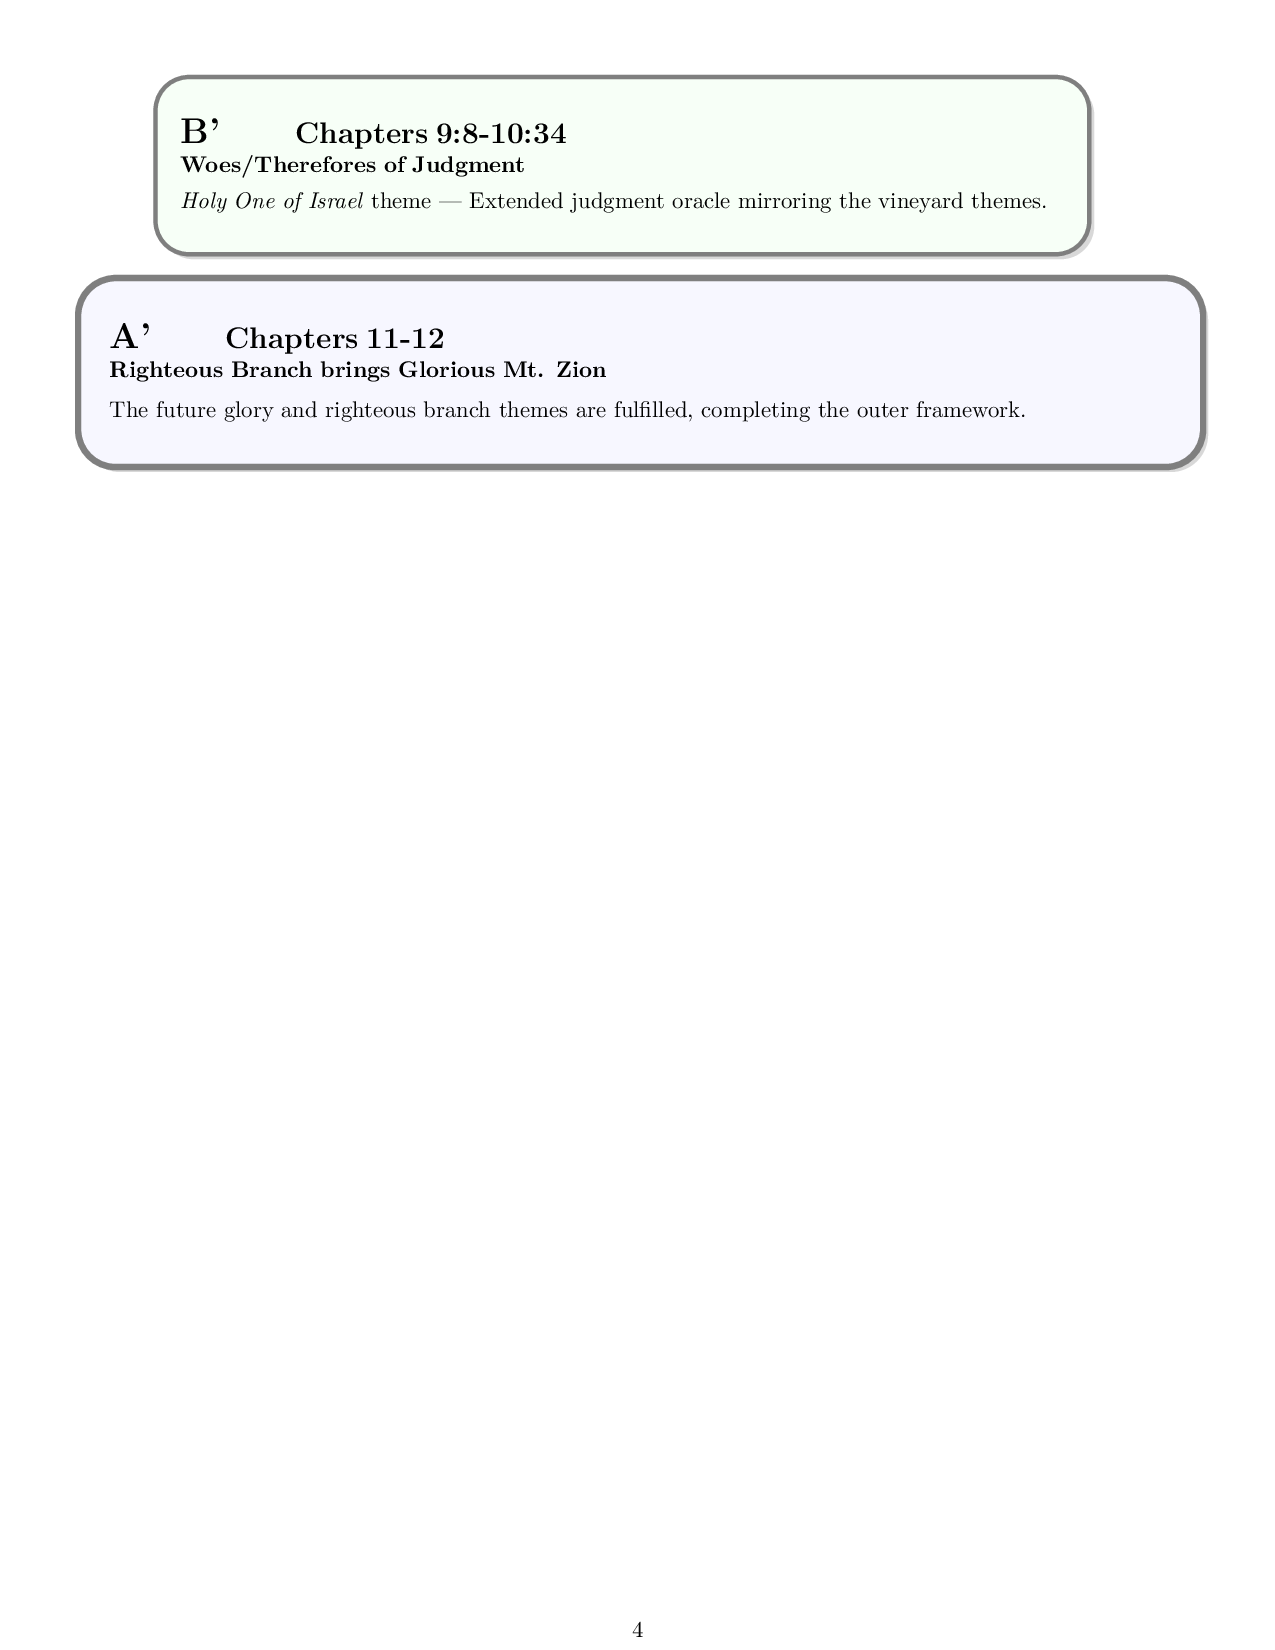 B’ Chapters 9:8-10:34
Woes/Therefores of Judgment
Holy One of Israel theme — Extended judgment oracle mirroring the vineyard themes.
A’ Chapters 11-12
Righteous Branch brings Glorious Mt. Zion
The future glory and righteous branch themes are fulfilled, completing the outer framework.
4